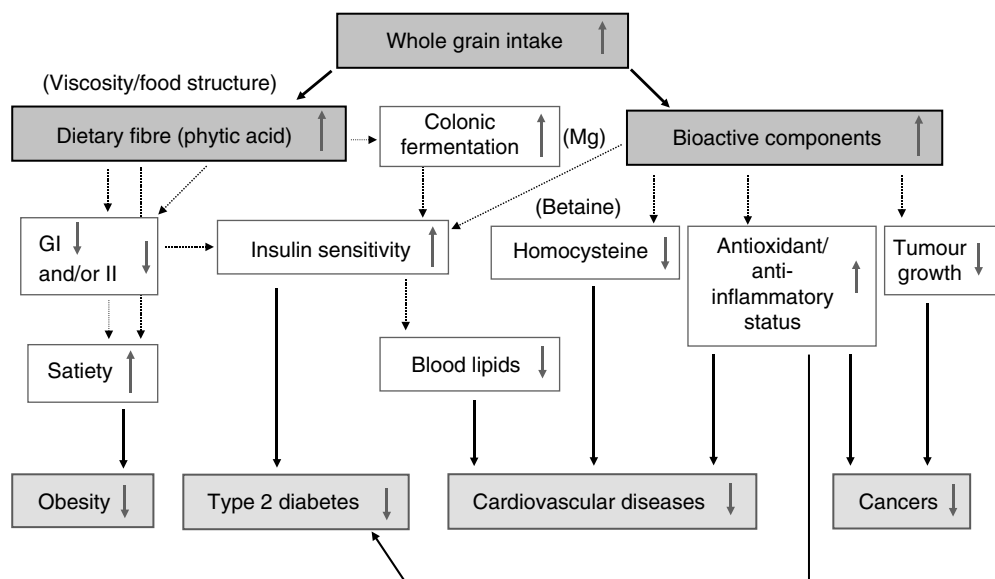 Whole grain intake
(Viscosity/food structure)
Dietary fibre (phytic acid)
Colonic
fermentation
(Mg)
Bioactive components
GI
and/or II
Insulin sensitivity
(Betaine)
Homocysteine
Antioxidant/
anti-
inflammatory
status
Tumour
growth
Satiety
Blood lipids
Obesity
Type 2 diabetes
Cardiovascular diseases
Cancers